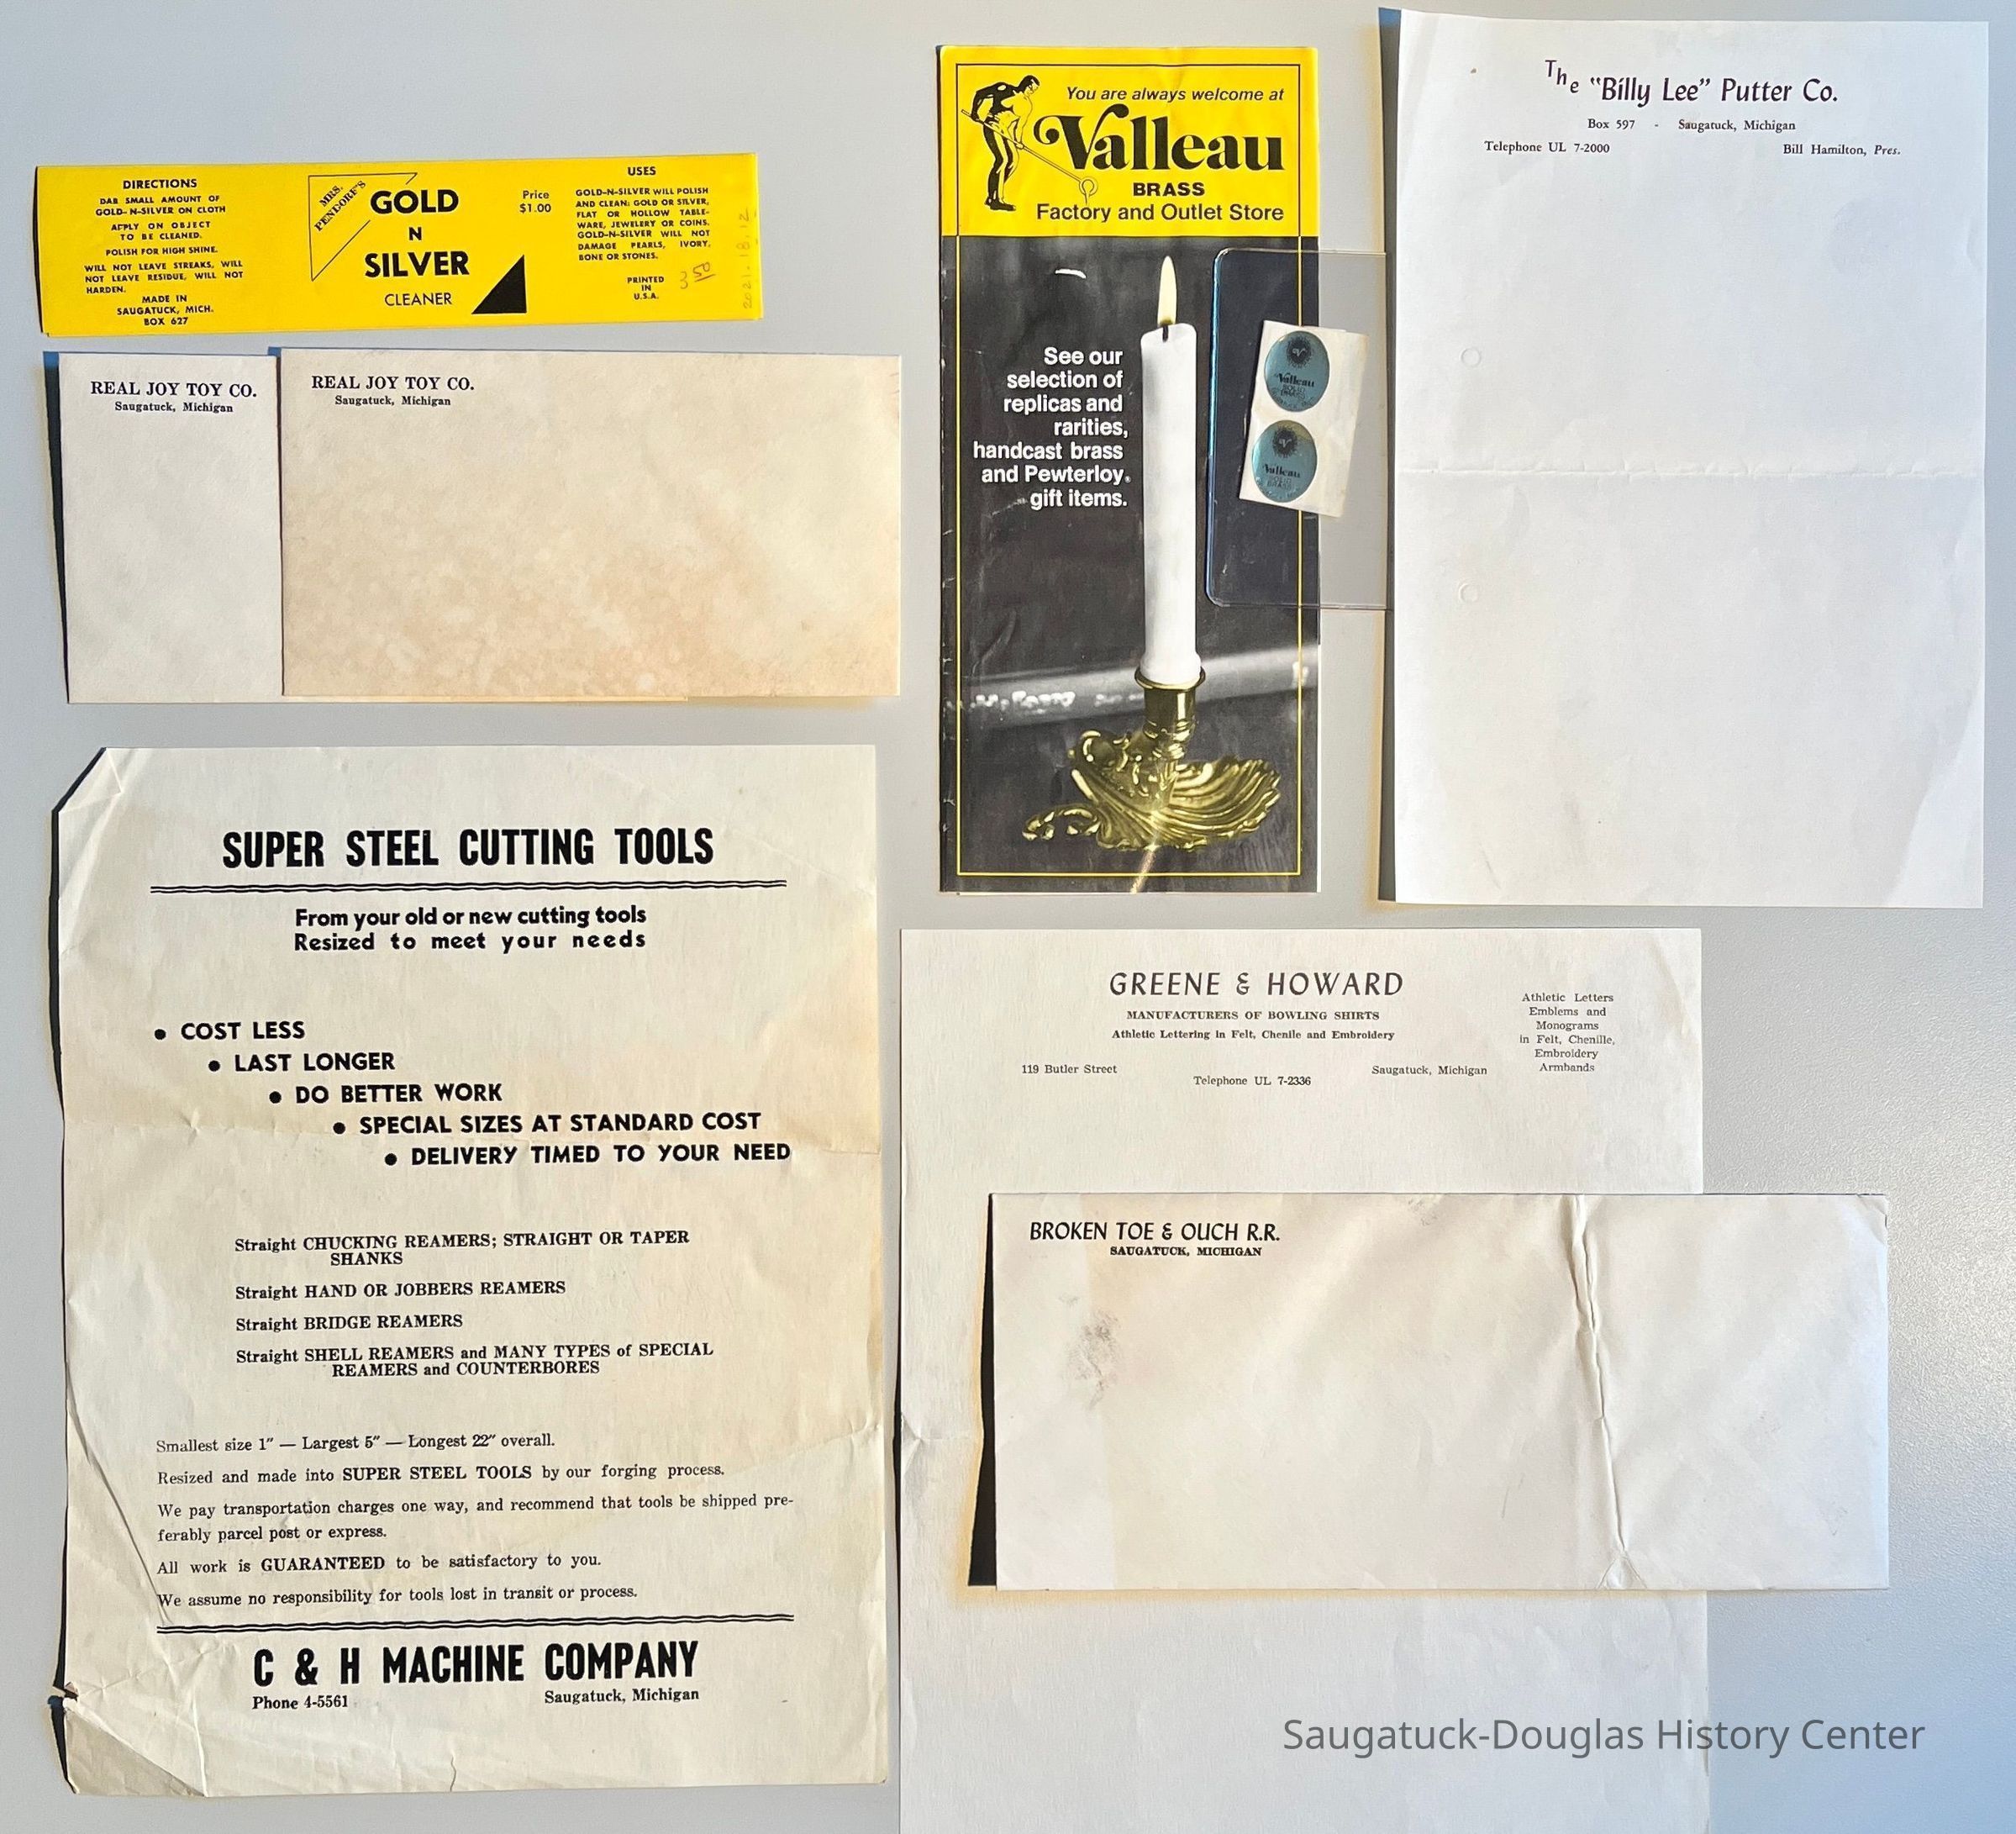 DIRECTIONS
DAB SMALL AMOUNT OF
GOLD-N-SILVER ON CLOTH
APPLY ON OBJECT
TO BE CLEANED.
POLISH FOR HIGH SHINE.
WILL NOT LEAVE STREAKS, WILL
NOT LEAVE RESIDUE, WILL NOT
HARDEN.
MADE IN
SAUGATUCK, MICH.
BOX 627
MRS.
PENDORF'S
GOLD
N
SILVER
CLEANER
Price
$1.00
USES
GOLD-N-SILVER WILL POLISH
AND CLEAN: GOLD OR SILVER,
FLAT OR HOLLOW TABLE-
WARE, JEWELERY OR COINS.
GOLD-N-SILVER WILL NOT
DAMAGE PEARLS, IVORY,
BONE OR STONES.
PRINTED
IN
U.S.A.
3 50
2021.18.12
REAL JOY TOY CO.
Saugatuck, Michigan
REAL JOY TOY CO.
Saugatuck, Michigan
You are always welcome at
Valleau
BRASS
Factory and Outlet Store
See our
selection of
replicas and
rarities,
handcast brass
and Pewterloy®
gift items.
Valleau
SOLID
BRASS
Valleau
SOLID
BRASS
The "Billy Lee" Putter Co.
Box 597 - Saugatuck, Michigan
Telephone UL 7-2000 Bill Hamilton, Pres.
SUPER STEEL CUTTING TOOLS
From your old or new cutting tools
Resized to meet your needs
● COST LESS
● LAST LONGER
● DO BETTER WORK
● SPECIAL SIZES AT STANDARD COST
● DELIVERY TIMED TO YOUR NEED
Straight CHUCKING REAMERS; STRAIGHT OR TAPER
SHANKS
Straight HAND OR JOBBERS REAMERS
Straight BRIDGE REAMERS
Straight SHELL REAMERS and MANY TYPES of SPECIAL
REAMERS and COUNTERBORES
Smallest size 1″ — Largest 5″ — Longest 22″ overall.
Resized and made into SUPER STEEL TOOLS by our forging process.
We pay transportation charges one way, and recommend that tools be shipped pre-
ferably parcel post or express.
All work is GUARANTEED to be satisfactory to you.
We assume no responsibility for tools lost in transit or process.
C & H MACHINE COMPANY
Phone 4-5561 Saugatuck, Michigan
GREENE & HOWARD
MANUFACTURERS OF BOWLING SHIRTS
Athletic Lettering in Felt, Chenile and Embroidery
119 Butler Street
Telephone UL 7-2336
Saugatuck, Michigan
Athletic Letters
Emblems and
Monograms
in Felt, Chenille,
Embroidery
Armbands
BROKEN TOE & OUCH R.R.
SAUGATUCK, MICHIGAN
Saugatuck-Douglas History Center